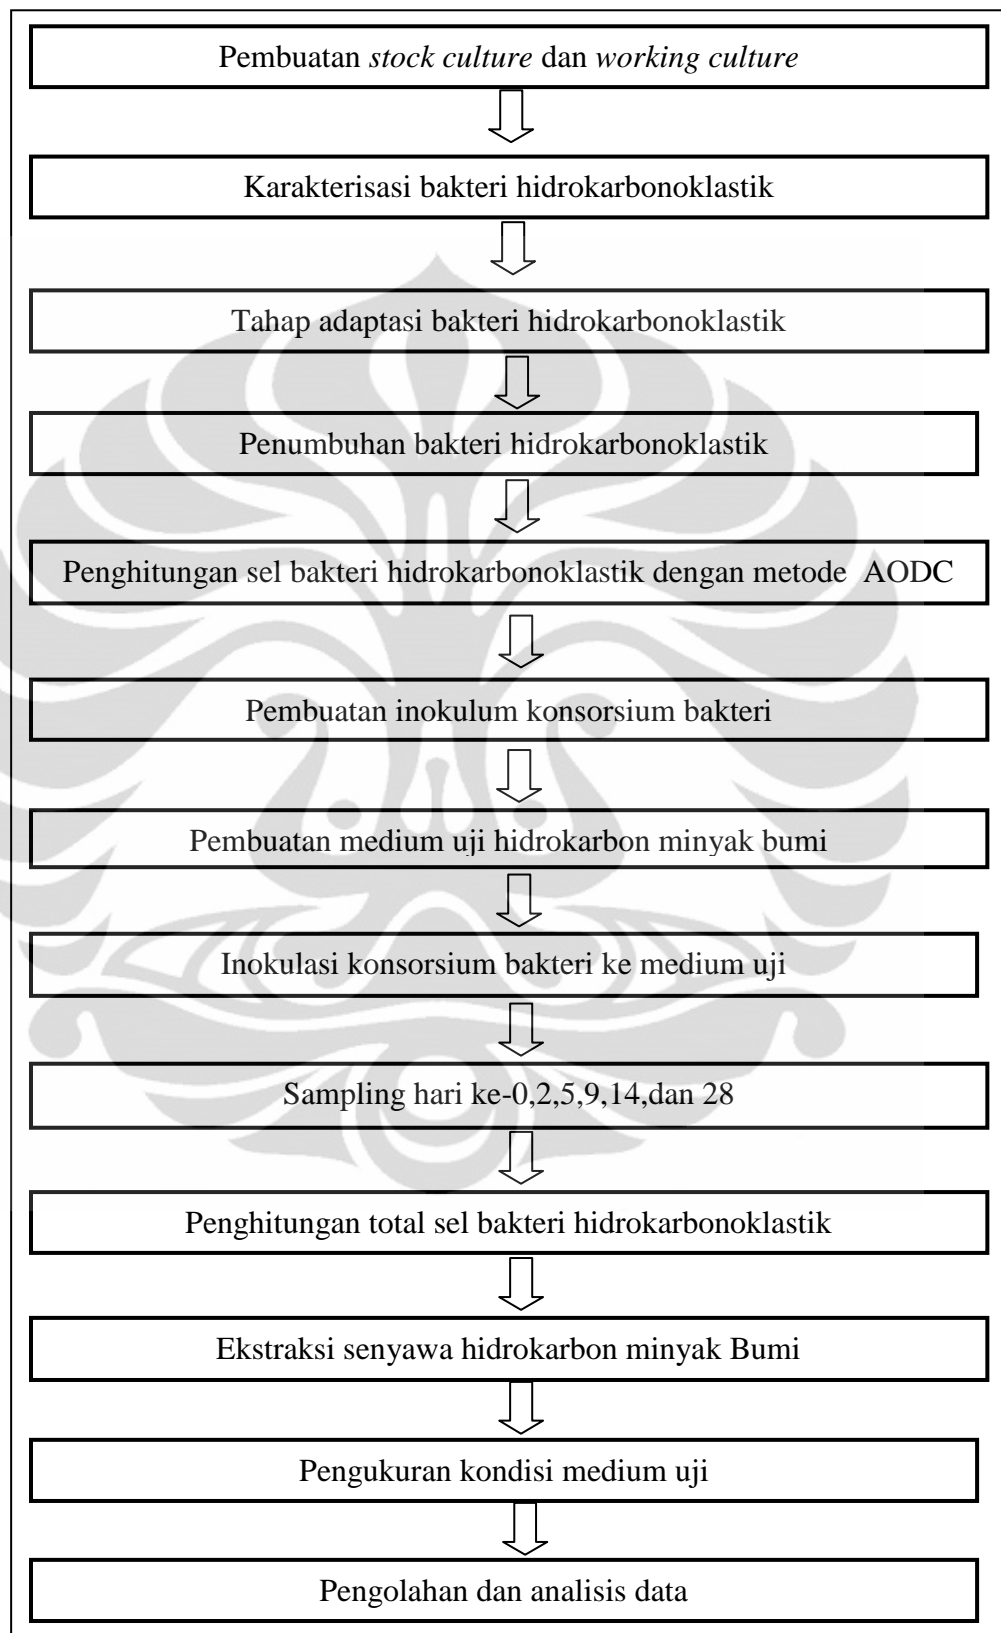 Pembuatan stock culture dan working culture
Karakterisasi bakteri hidrokarbonoklastik
Tahap adaptasi bakteri hidrokarbonoklastik
Penumbuhan bakteri hidrokarbonoklastik
Penghitungan sel bakteri hidrokarbonoklastik dengan metode AODC
Pembuatan inokulum konsorsium bakteri
Pembuatan medium uji hidrokarbon minyak bumi
Inokulasi konsorsium bakteri ke medium uji
Sampling hari ke-0,2,5,9,14,dan 28
Penghitungan total sel bakteri hidrokarbonoklastik
Ekstraksi senyawa hidrokarbon minyak Bumi
Pengukuran kondisi medium uji
Pengolahan dan analisis data